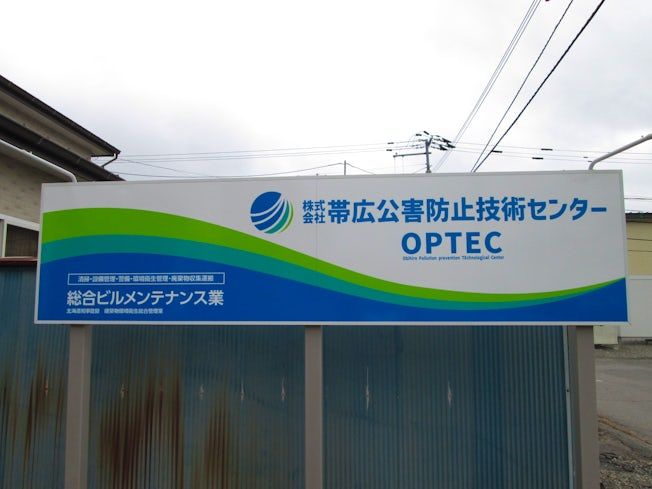 株式会社 帯広公害防止技術センター
OPTEC
Obihiro Pollution prevention TEchnological Center
清掃・設備管理・警備・環境衛生管理・廃棄物収集運搬
総合ビルメンテナンス業
北海道知事登録 建築物環境衛生総合管理業